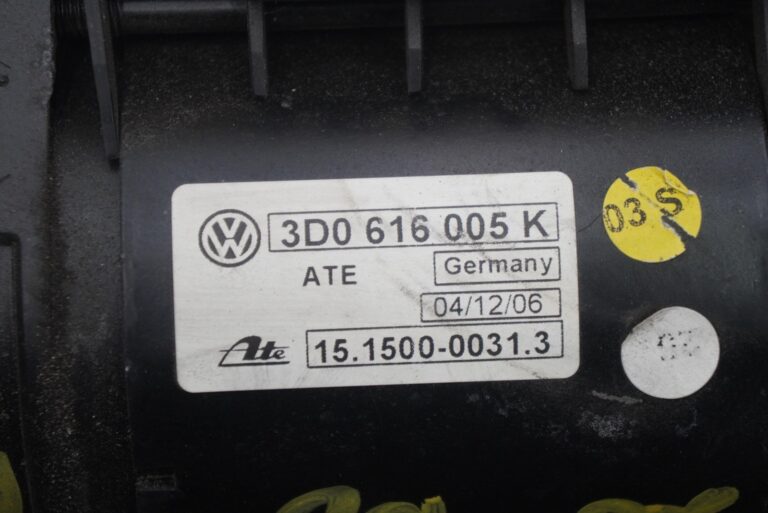 3D0 616 005 K
ATE
Germany
04/12/06
Ate
15.1500-0031.3
03 S